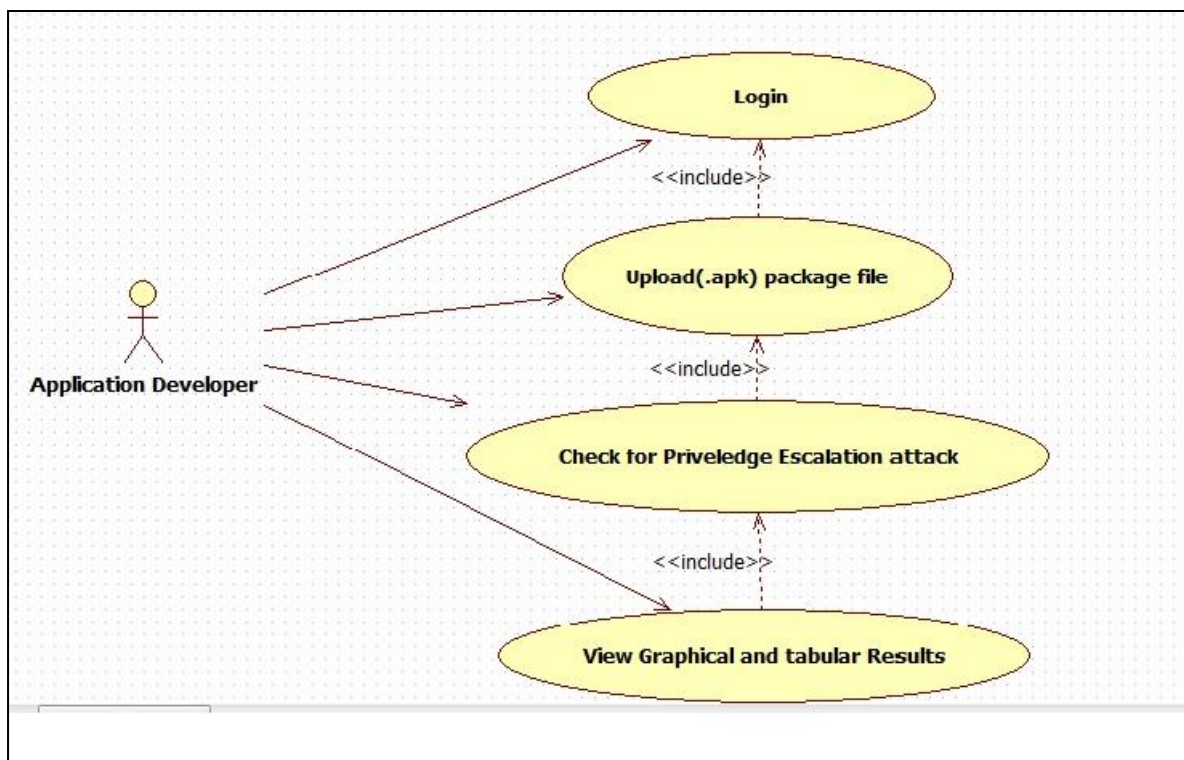 Login
<<include>>
Upload(.apk) package file
Application Developer
<<include>>
Check for Priveledge Escalation attack
<<include>>
View Graphical and tabular Results